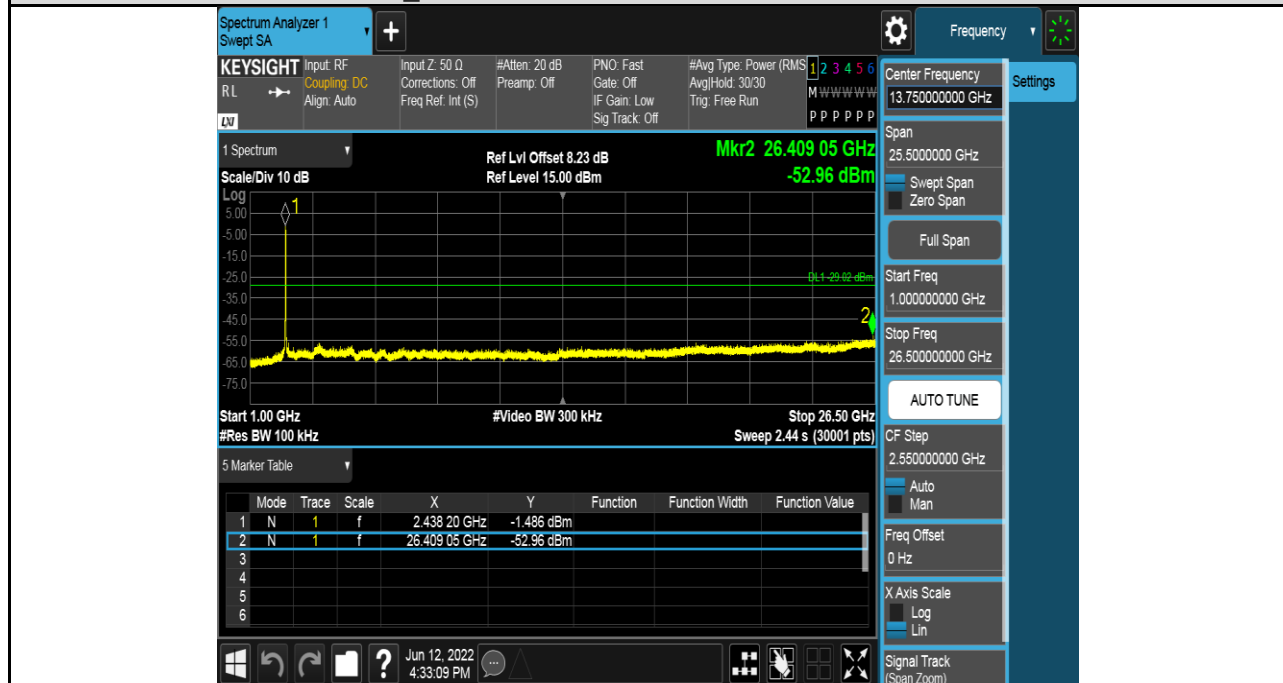 Spectrum Analyzer 1
Swept SA
+
Frequency
KEYSIGHT
RL
LXI
Input: RF
Coupling: DC
Align: Auto
Input Z: 50 Ω
Corrections: Off
Freq Ref: Int (S)
#Atten: 20 dB
Preamp: Off
PNO: Fast
Gate: Off
IF Gain: Low
Sig Track: Off
#Avg Type: Power (RMS
Avg|Hold: 30/30
Trig: Free Run
1 2 3 4 5 6
M W W W W W
P P P P P P
1 Spectrum
Scale/Div 10 dB
Ref Lvl Offset 8.23 dB
Ref Level 15.00 dBm
Mkr2 26.409 05 GHz
-52.96 dBm
Log
5.00
-5.00
-15.0
-25.0
-35.0
-45.0
-55.0
-65.0
-75.0
1
DL1 -29.02 dBm
2
Start 1.00 GHz
#Video BW 300 kHz
Stop 26.50 GHz
#Res BW 100 kHz
Sweep 2.44 s (30001 pts)
5 Marker Table
Mode Trace Scale X Y Function Function Width Function Value
1 N 1 f 2.438 20 GHz -1.486 dBm
2 N 1 f 26.409 05 GHz -52.96 dBm
3
4
5
6
?
Jun 12, 2022
4:33:09 PM
Center Frequency
13.750000000 GHz
Settings
Span
25.5000000 GHz
Swept Span
Zero Span
Full Span
Start Freq
1.000000000 GHz
Stop Freq
26.500000000 GHz
AUTO TUNE
CF Step
2.550000000 GHz
Auto
Man
Freq Offset
0 Hz
X Axis Scale
Log
Lin
Signal Track
(Span Zoom)